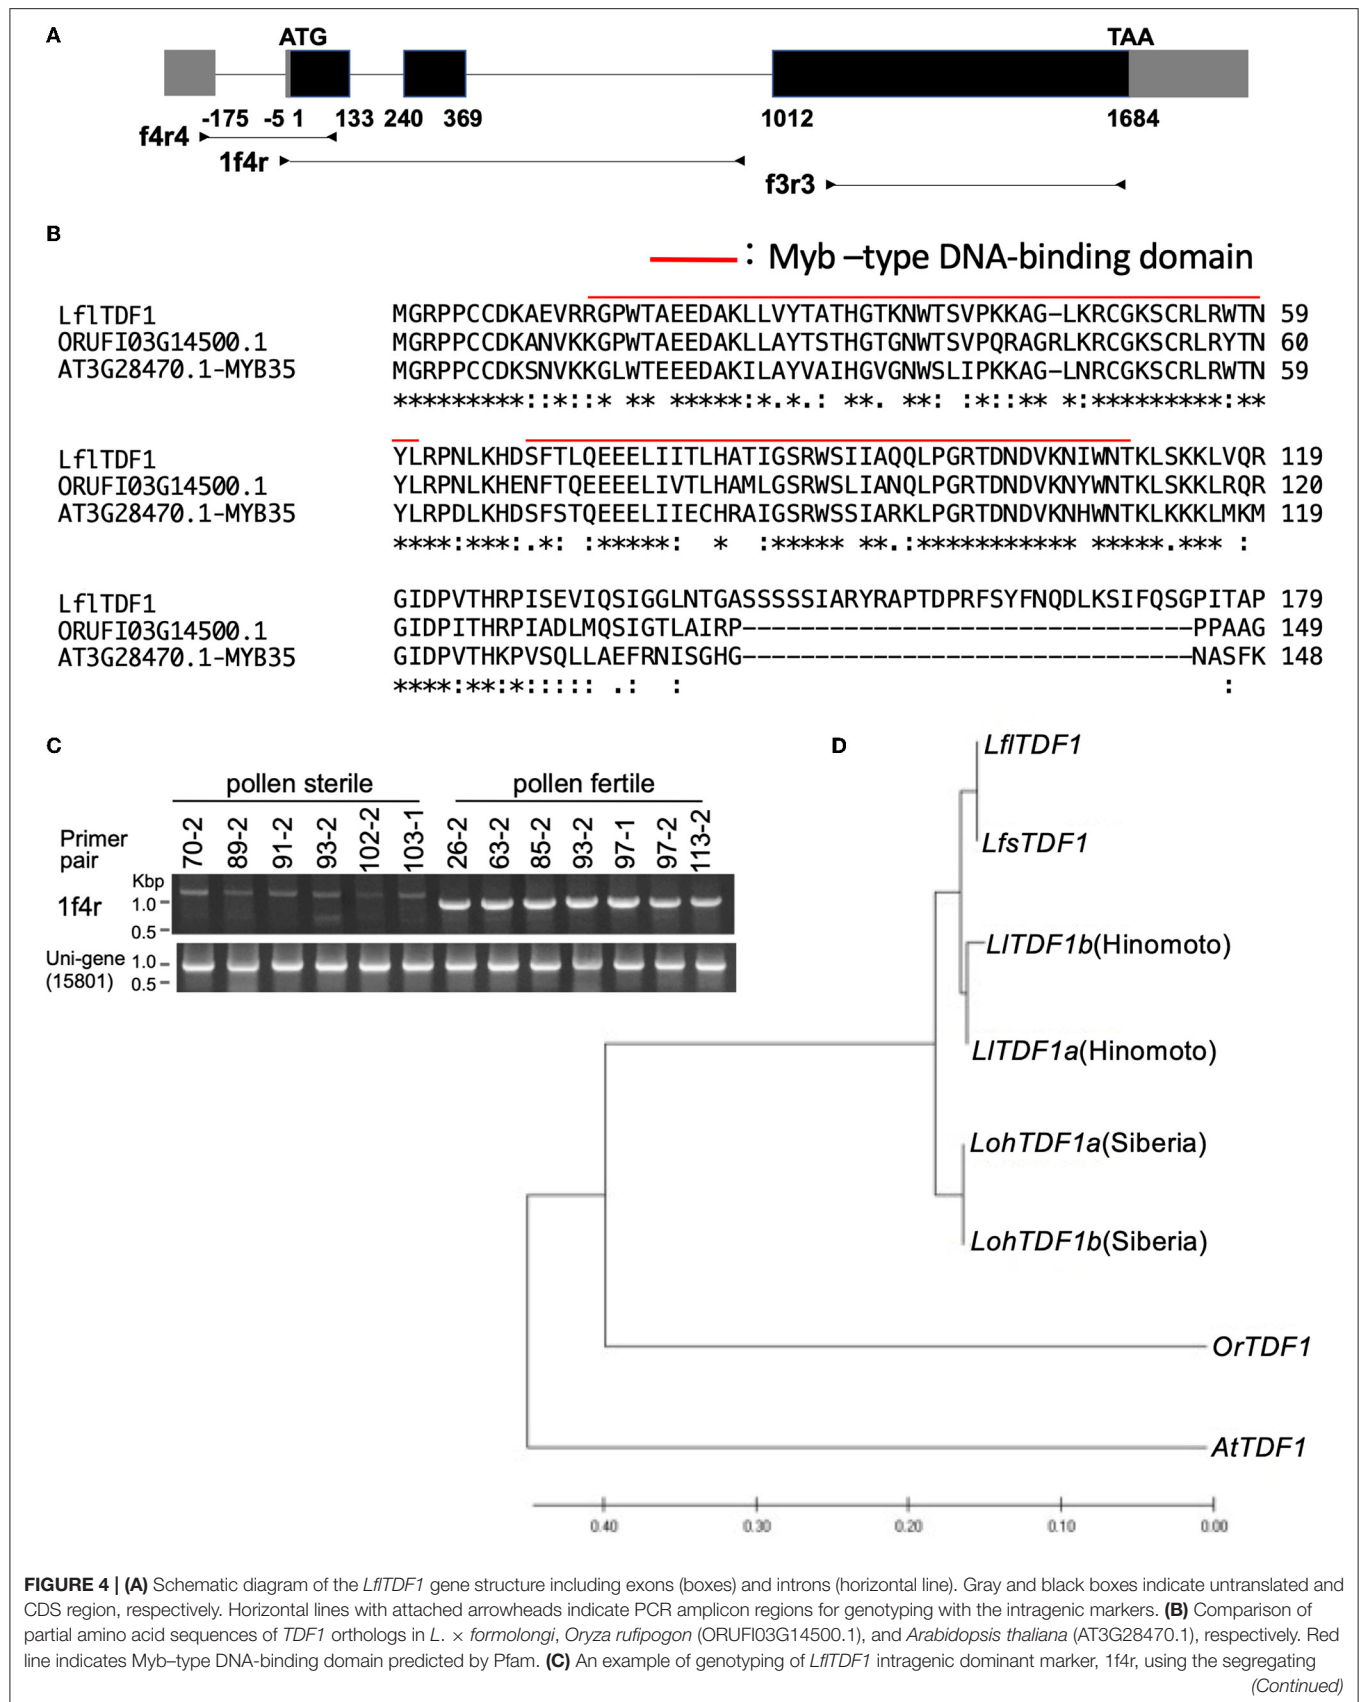 A
ATG TAA
-175 -5 1 133 240 369 1012 1684
f4r4
1f4r
f3r3
B
: Myb –type DNA-binding domain
LflTDF1 MGRPPCCDKAEVRRGPWTAEEDAKLLVYTATHGTKNWTSVPKKAG–LKRCGKSCRLRWTN 59
ORUFI03G14500.1 MGRPPCCDKANVKKGPWTAEEDAKLLAYTSTHGTGNWTSVPQRAGRLKRCGKSCRLRYTN 60
AT3G28470.1-MYB35 MGRPPCCDKSNVKKGLWTEEEDAKILAYVAIHGVGNWSLIPKKAG–LNRCGKSCRLRWTN 59
*********::*::* ** *****:*.*.: **. **: :*::** *:*********:**
LflTDF1 YLRPNLKHDSFTLQEEELIITLHATIGSRWSIIAQQLPGRTDNDVKNIWNTKLSKKLVQR 119
ORUFI03G14500.1 YLRPNLKHENFTQEEEELIVTLHAMLGSRWSLIANQLPGRTDNDVKNYWNTKLSKKLRQR 120
AT3G28470.1-MYB35 YLRPDLKHDSFSTQEEELIIECHRAIGSRWSSIARKLPGRTDNDVKNHWNTKLKKKLMKM 119
****:***:.*: :*****:  *  :***** **.:*********** *****.*** :
LflTDF1 GIDPVTHRPISEVIQSIGGLNTGASSSSSIARYRAPTDPRFSYFNQDLKSIFQSGPITAP 179
ORUFI03G14500.1 GIDPITHRPIADLMQSIGTLAIRP–––––––––––––––––––––––––––––––PPAAG 149
AT3G28470.1-MYB35 GIDPVTHKPVSQLLAEFRNISGHG–––––––––––––––––––––––––––––––NASFK 148
****:**:*::::: .:  :                                      :
C D
pollen sterile pollen fertile
Primer pair 70-2 89-2 91-2 93-2 102-2 103-1 26-2 63-2 85-2 93-2 97-1 97-2 113-2
Kbp
1f4r 1.0
0.5
Uni-gene 1.0
(15801) 0.5
LflTDF1
LfsTDF1
LlTDF1b(Hinomoto)
LlTDF1a(Hinomoto)
LohTDF1a(Siberia)
LohTDF1b(Siberia)
OrTDF1
AtTDF1
0.40 0.30 0.20 0.10 0.00
FIGURE 4 | (A) Schematic diagram of the LflTDF1 gene structure including exons (boxes) and introns (horizontal line). Gray and black boxes indicate untranslated and
CDS region, respectively. Horizontal lines with attached arrowheads indicate PCR amplicon regions for genotyping with the intragenic markers. (B) Comparison of
partial amino acid sequences of TDF1 orthologs in L. × formolongi, Oryza rufipogon (ORUFI03G14500.1), and Arabidopsis thaliana (AT3G28470.1), respectively. Red
line indicates Myb–type DNA-binding domain predicted by Pfam. (C) An example of genotyping of LflTDF1 intragenic dominant marker, 1f4r, using the segregating
(Continued)